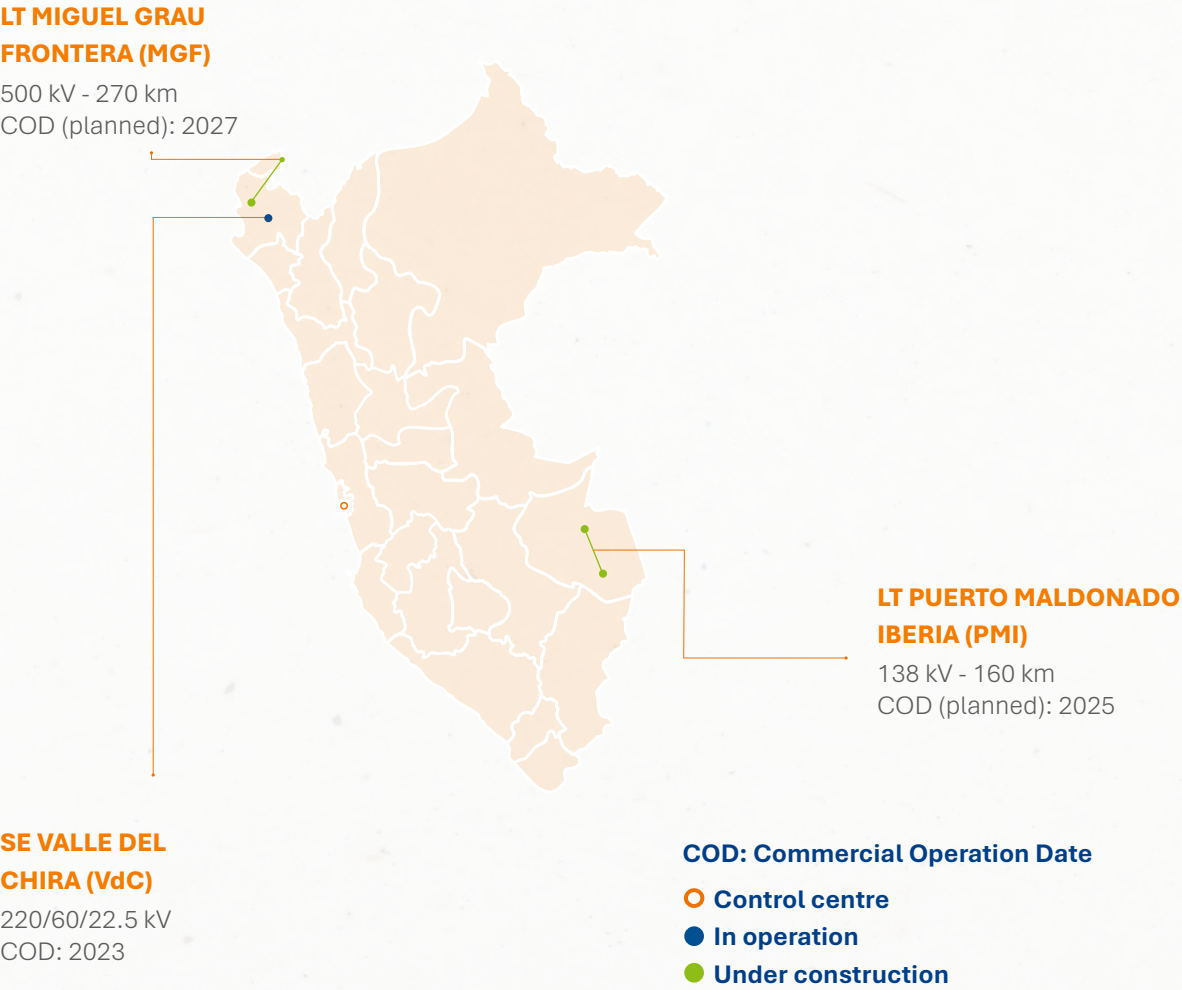 LT MIGUEL GRAU
FRONTERA (MGF)
500 kV - 270 km
COD (planned): 2027
LT PUERTO MALDONADO
IBERIA (PMI)
138 kV - 160 km
COD (planned): 2025
SE VALLE DEL
CHIRA (VdC)
220/60/22.5 kV
COD: 2023
COD: Commercial Operation Date
Control centre
In operation
Under construction